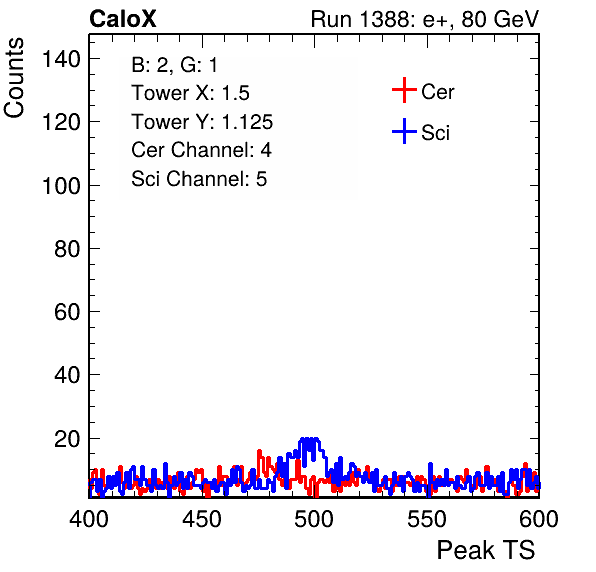 CaloX Run 1388: e+, 80 GeV
Counts
B: 2, G: 1
Tower X: 1.5
Tower Y: 1.125
Cer Channel: 4
Sci Channel: 5
Cer
Sci
140
120
100
80
60
40
20
400 450 500 550 600
Peak TS